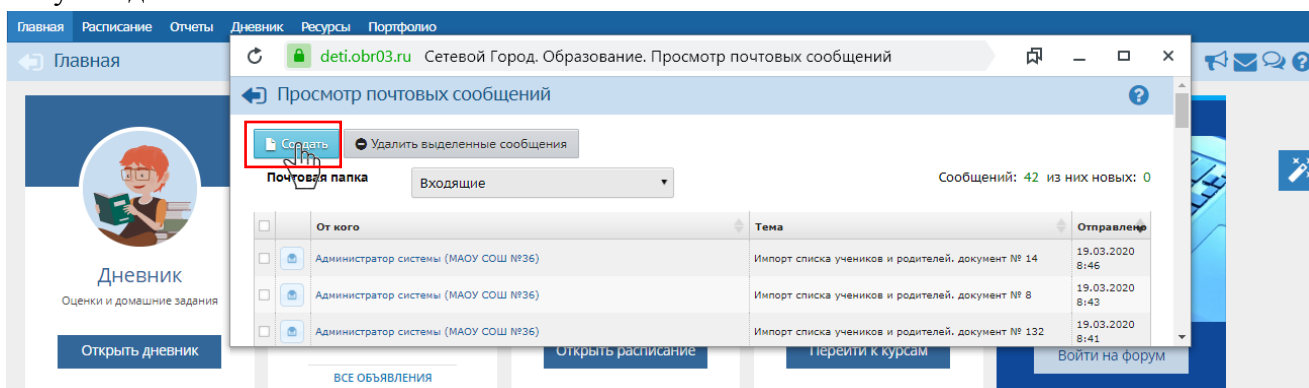 Главная Расписание Отчеты Дневник Ресурсы Портфолио
Главная
deti.obr03.ru Сетевой Город. Образование. Просмотр почтовых сообщений
Просмотр почтовых сообщений
Создать Удалить выделенные сообщения
Почтовая папка Входящие Сообщений: 42 из них новых: 0
От кого Тема Отправлено
Администратор системы (МАОУ СОШ №36) Импорт списка учеников и родителей. документ № 14 19.03.2020 8:46
Администратор системы (МАОУ СОШ №36) Импорт списка учеников и родителей. документ № 8 19.03.2020 8:43
Администратор системы (МАОУ СОШ №36) Импорт списка учеников и родителей. документ № 132 19.03.2020 8:41
Дневник
Оценки и домашние задания
Открыть дневник
ВСЕ ОБЪЯВЛЕНИЯ
Открыть расписание
Перейти к курсам
Войти на форум